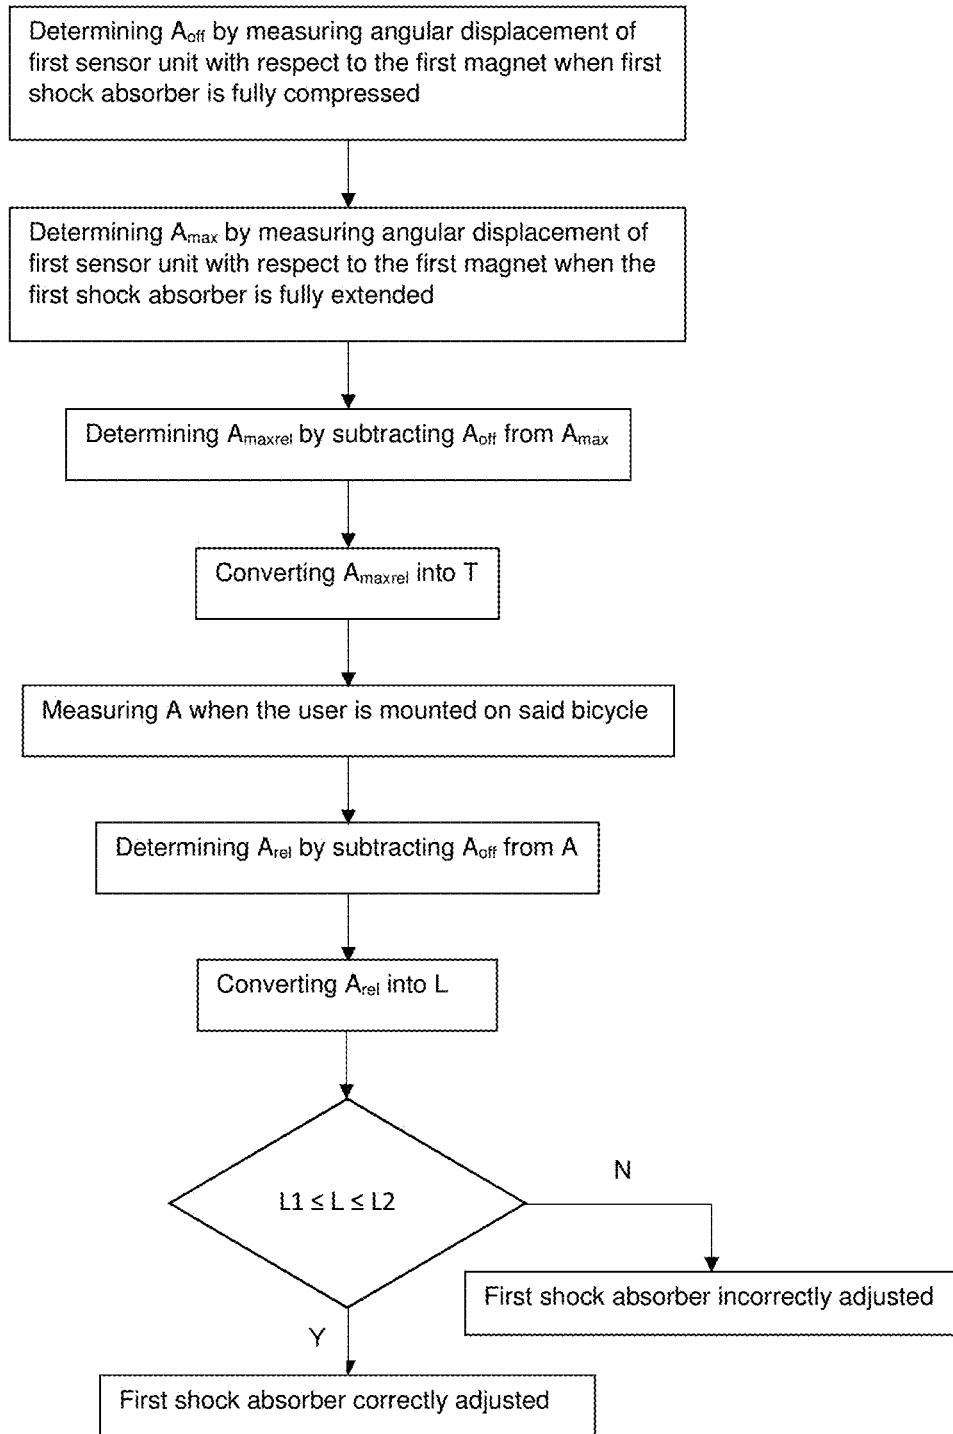 Determining Aoff by measuring angular displacement of
first sensor unit with respect to the first magnet when first
shock absorber is fully compressed
Determining Amax by measuring angular displacement of
first sensor unit with respect to the first magnet when the
first shock absorber is fully extended
Determining Amaxrel by subtracting Aoff from Amax
Converting Amaxrel into T
Measuring A when the user is mounted on said bicycle
Determining Arel by subtracting Aoff from A
Converting Arel into L
L1 ≤ L ≤ L2
N
First shock absorber incorrectly adjusted
Y
First shock absorber correctly adjusted